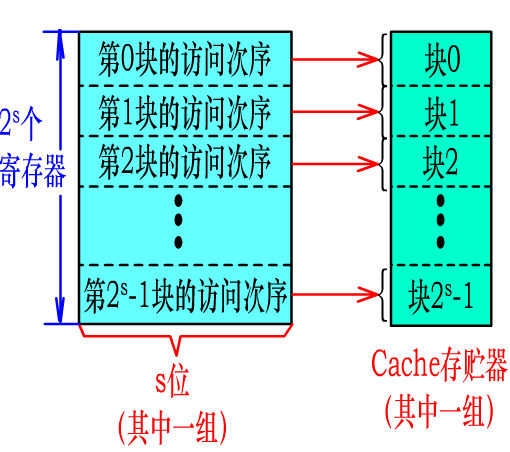 第0块的访问次序
第1块的访问次序
第2块的访问次序
第2ˢ-1块的访问次序
2ˢ个
寄存器
s位
(其中一组)
块0
块1
块2
块2ˢ-1
Cache存贮器
(其中一组)